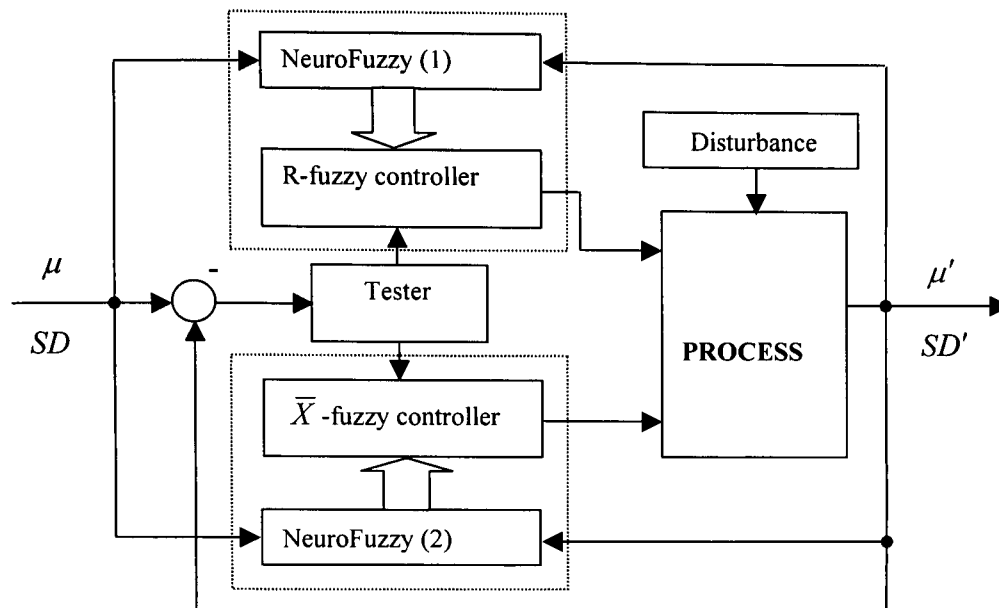 NeuroFuzzy (1)
R-fuzzy controller
Disturbance
μ
-
Tester
μ'
SD
PROCESS
SD'
X̄ -fuzzy controller
NeuroFuzzy (2)